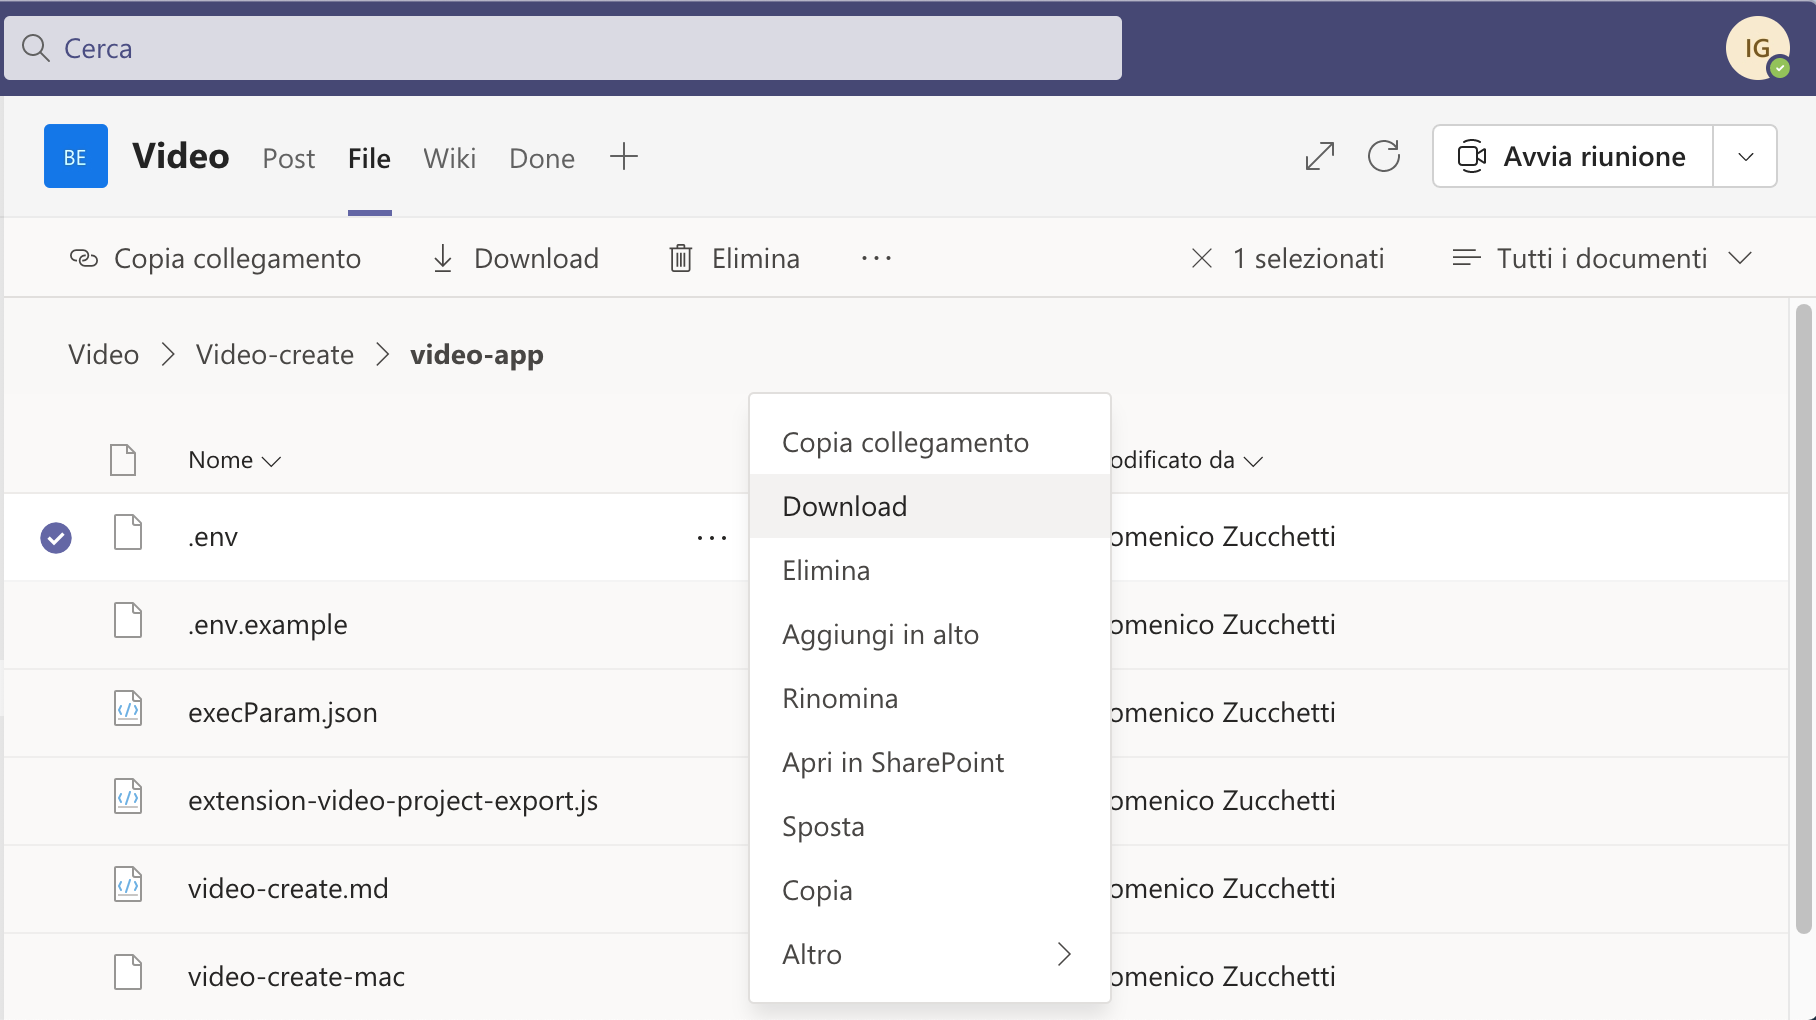 Cerca
IG
BE Video Post File Wiki Done
Avvia riunione
Copia collegamento Download Elimina ... 1 selezionati Tutti i documenti
Video > Video-create > video-app
Nome odificato da
.env ... omenico Zucchetti
.env.example omenico Zucchetti
execParam.json omenico Zucchetti
extension-video-project-export.js omenico Zucchetti
video-create.md omenico Zucchetti
video-create-mac omenico Zucchetti
Copia collegamento
Download
Elimina
Aggiungi in alto
Rinomina
Apri in SharePoint
Sposta
Copia
Altro